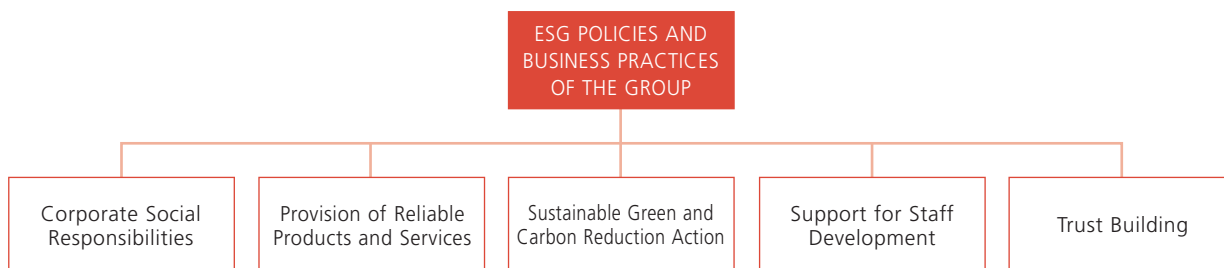 ESG POLICIES AND
BUSINESS PRACTICES
OF THE GROUP
Corporate Social
Responsibilities
Provision of Reliable
Products and Services
Sustainable Green and
Carbon Reduction Action
Support for Staff
Development
Trust Building